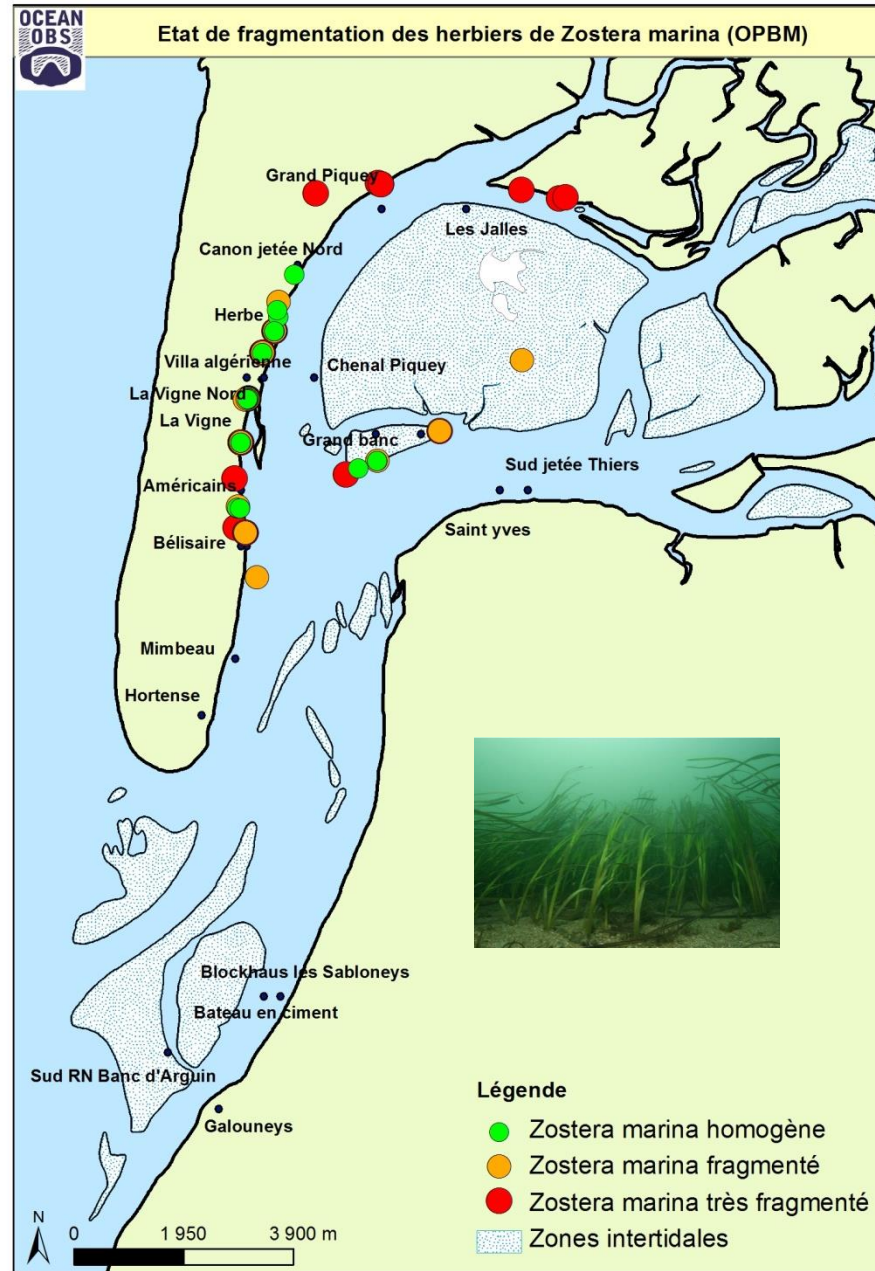 OCEAN
OBS
Etat de fragmentation des herbiers de Zostera marina (OPBM)
Grand Piquey
Les Jalles
Canon jetée Nord
Herbe
Villa algérienne
Chenal Piquey
La Vigne Nord
La Vigne
Grand banc
Sud jetée Thiers
Américains
Saint yves
Bélisaire
Mimbeau
Hortense
Blockhaus les Sabloneys
Bateau en ciment
Sud RN Banc d'Arguin
Galouneys
Légende
Zostera marina homogène
Zostera marina fragmenté
Zostera marina très fragmenté
Zones intertidales
N
0 1 950 3 900 m